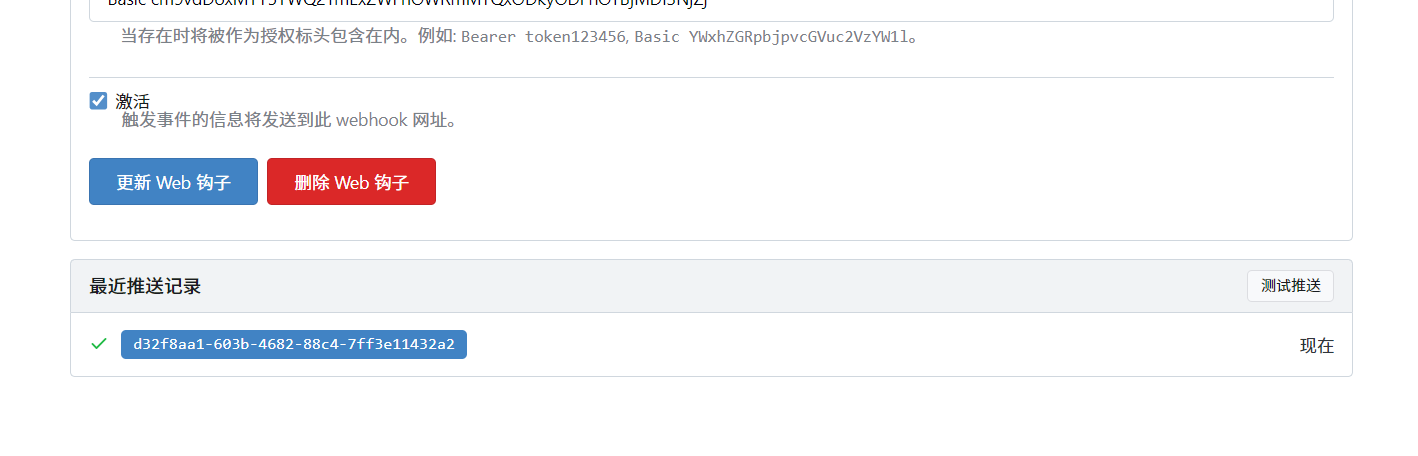 当存在时将被作为授权标头包含在内。例如: Bearer token123456, Basic YWxhZGRpbjpvcGVuc2VzYW1l。
激活
触发事件的信息将发送到此 webhook 网址。
更新 Web 钩子 删除 Web 钩子
最近推送记录 测试推送
d32f8aa1-603b-4682-88c4-7ff3e11432a2 现在